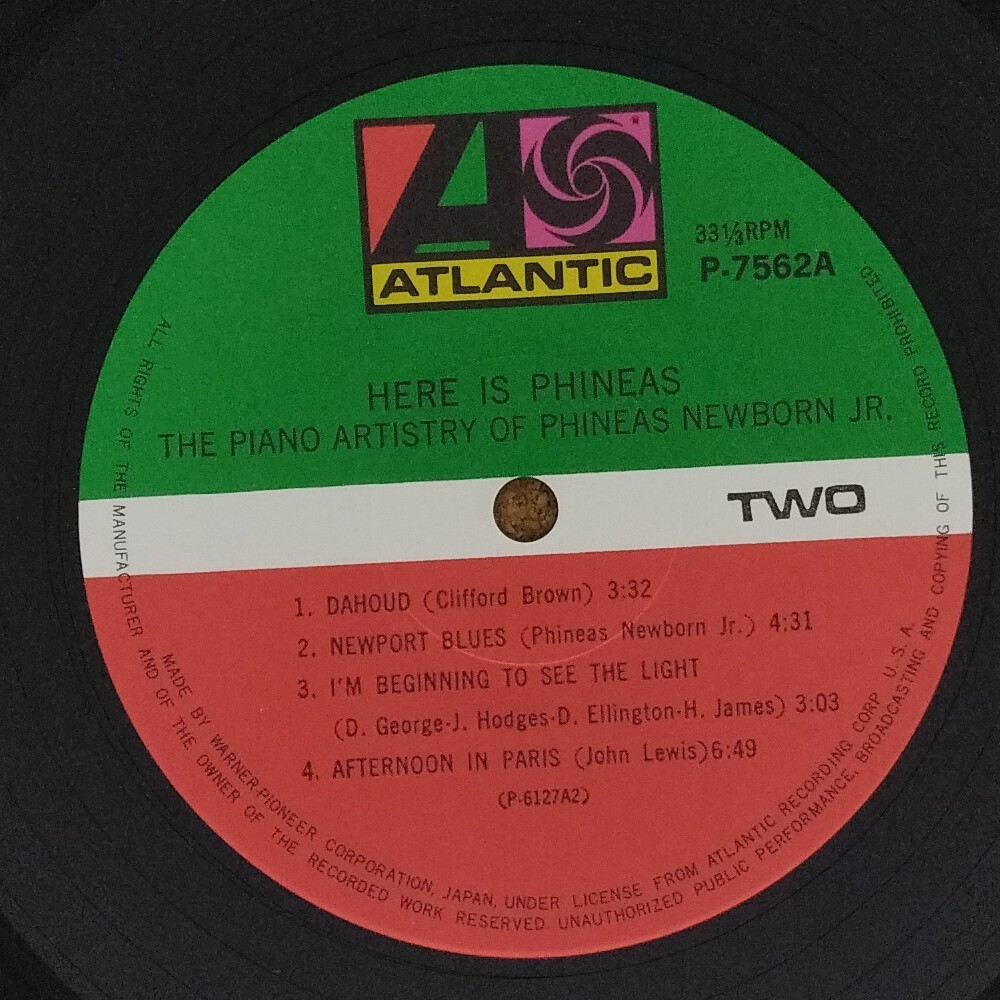 ATLANTIC
33⅓RPM
P-7562A
HERE IS PHINEAS
THE PIANO ARTISTRY OF PHINEAS NEWBORN JR.
TWO
1. DAHOUD (Clifford Brown) 3:32
2. NEWPORT BLUES (Phineas Newborn Jr.) 4:31
3. I'M BEGINNING TO SEE THE LIGHT
(D. George-J. Hodges-D. Ellington-H. James) 3:03
4. AFTERNOON IN PARIS (John Lewis) 6:49
(P-6127A2)
MADE BY WARNER-PIONEER CORPORATION, JAPAN, UNDER LICENSE FROM ATLANTIC RECORDING CORP. U.S.A.
ALL RIGHTS OF THE MANUFACTURER AND OF THE OWNER OF THE RECORDED WORK RESERVED. UNAUTHORIZED PUBLIC PERFORMANCE, BROADCASTING AND COPYING OF THIS RECORD PROHIBITED.